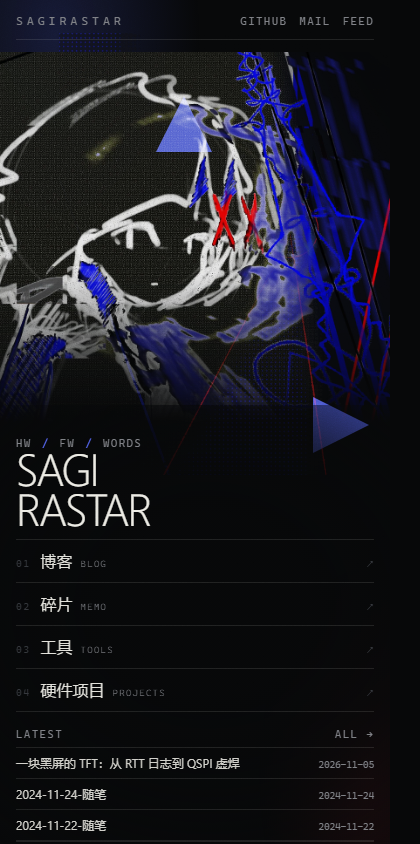 SAGIRASTAR GITHUB MAIL FEED
HW / FW / WORDS
SAGI
RASTAR
01 博客 BLOG ↗
02 碎片 MEMO ↗
03 工具 TOOLS ↗
04 硬件项目 PROJECTS ↗
LATEST ALL →
一块黑屏的 TFT：从 RTT 日志到 QSPI 虚焊 2026-11-05
2024-11-24-随笔 2024-11-24
2024-11-22-随笔 2024-11-22